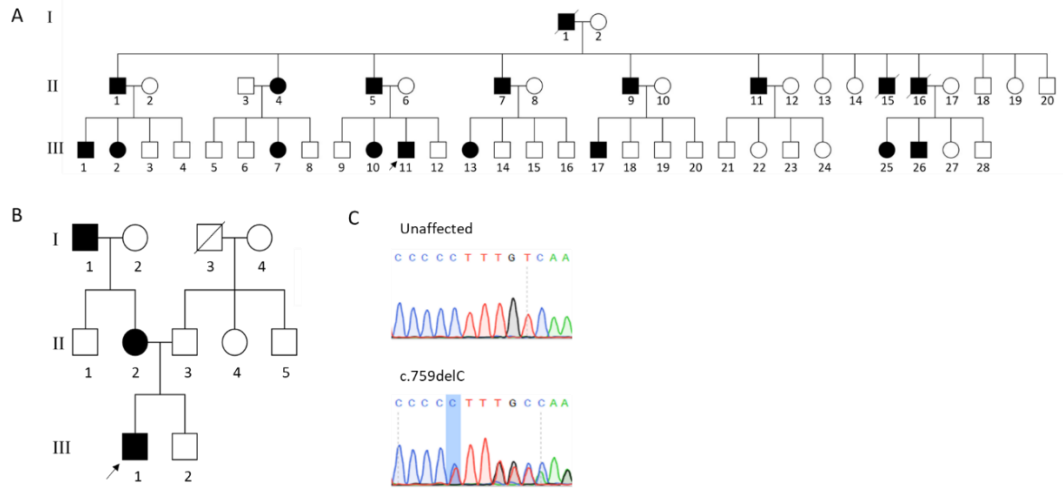 A
I
1 2
II
1 2 3 4 5 6 7 8 9 10 11 12 13 14 15 16 17 18 19 20
III
1 2 3 4 5 6 7 8 9 10 11 12 13 14 15 16 17 18 19 20 21 22 23 24 25 26 27 28
B
I
1 2 3 4
II
1 2 3 4 5
III
1 2
C
Unaffected
C C C C C T T T G T C A A
c.759delC
C C C C C T T T G C C A A